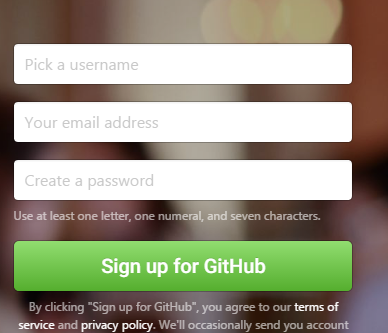 Pick a username
Your email address
Create a password
Use at least one letter, one numeral, and seven characters.
Sign up for GitHub
By clicking "Sign up for GitHub", you agree to our terms of
service and privacy policy. We'll occasionally send you account